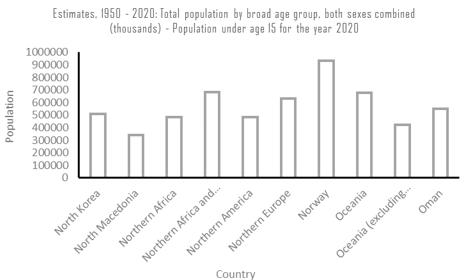 Estimates, 1950 - 2020: Total population by broad age group, both sexes combined
(thousands) - Population under age 15 for the year 2020
Population
1000000
900000
800000
700000
600000
500000
400000
300000
200000
100000
0
North Korea
North Macedonia
Northern Africa
Northern Africa and...
Northern America
Northern Europe
Norway
Oceania
Oceania (excluding...
Oman
Country